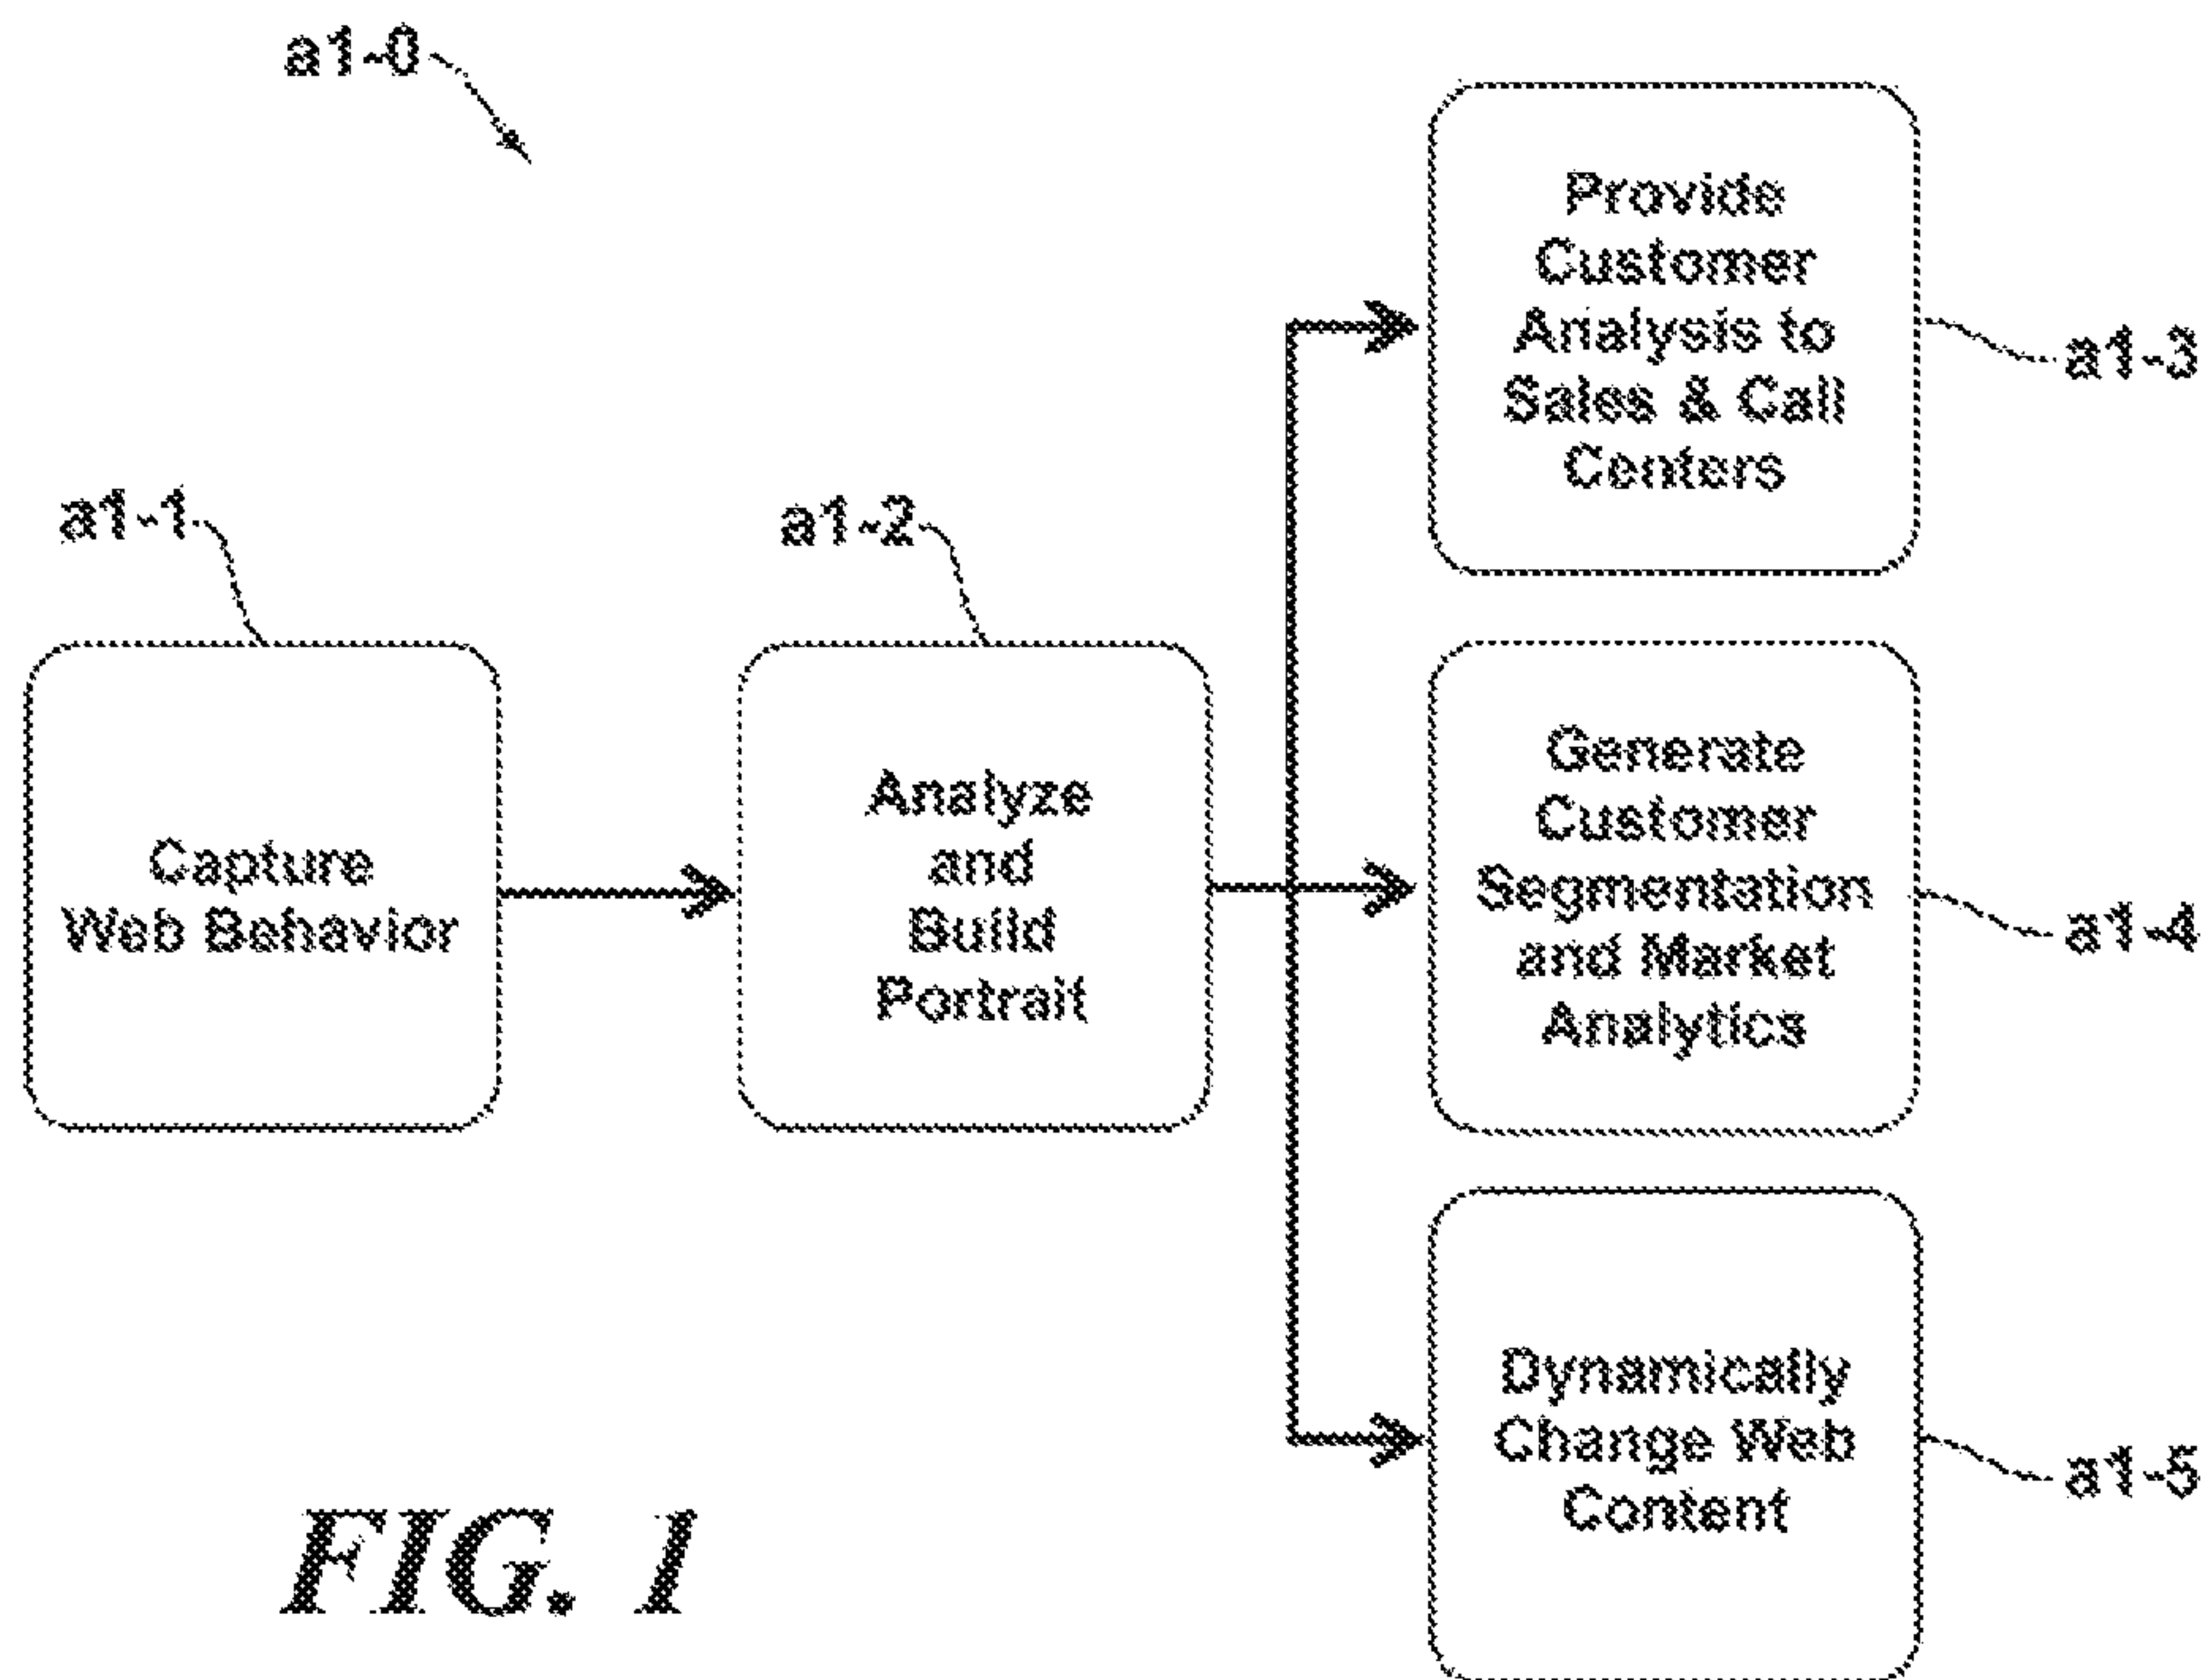 a1-0
Provide
Customer
Analysis to
Sales & Call
Centers
a1-3
a1-1
a1-2
Capture
Web Behavior
Analyze
and
Build
Portrait
Generate
Customer
Segmentation
and Market
Analytics
a1-4
Dynamically
Change Web
Content
a1-5
FIG. 1